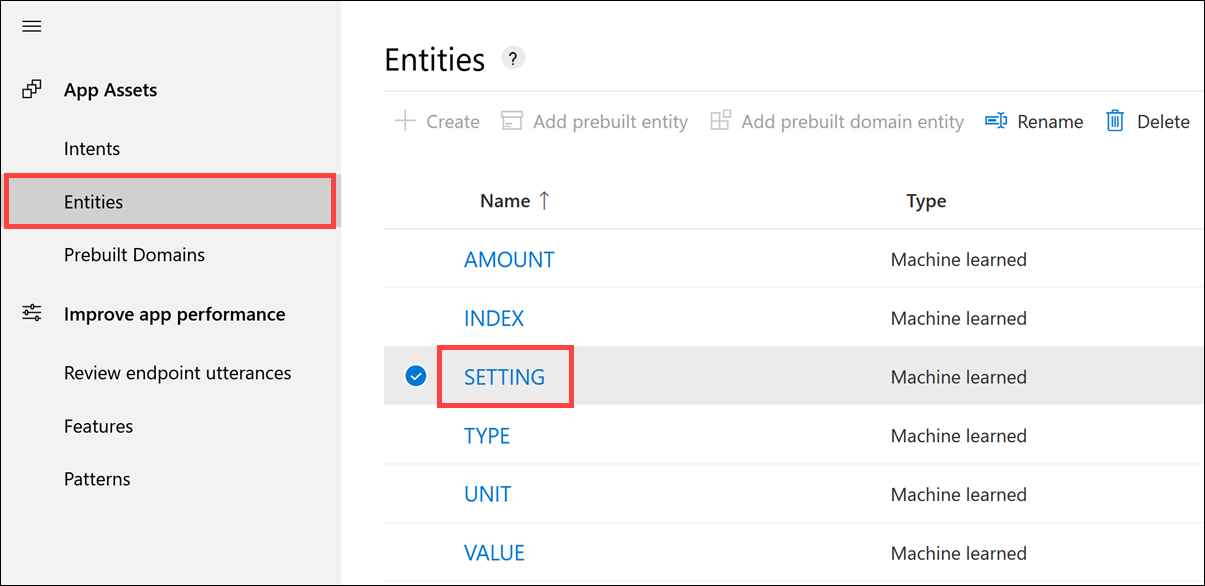 App Assets
Intents
Entities
Prebuilt Domains
Improve app performance
Review endpoint utterances
Features
Patterns
Entities ?
Create Add prebuilt entity Add prebuilt domain entity Rename Delete
Name ↑ Type
AMOUNT Machine learned
INDEX Machine learned
SETTING Machine learned
TYPE Machine learned
UNIT Machine learned
VALUE Machine learned